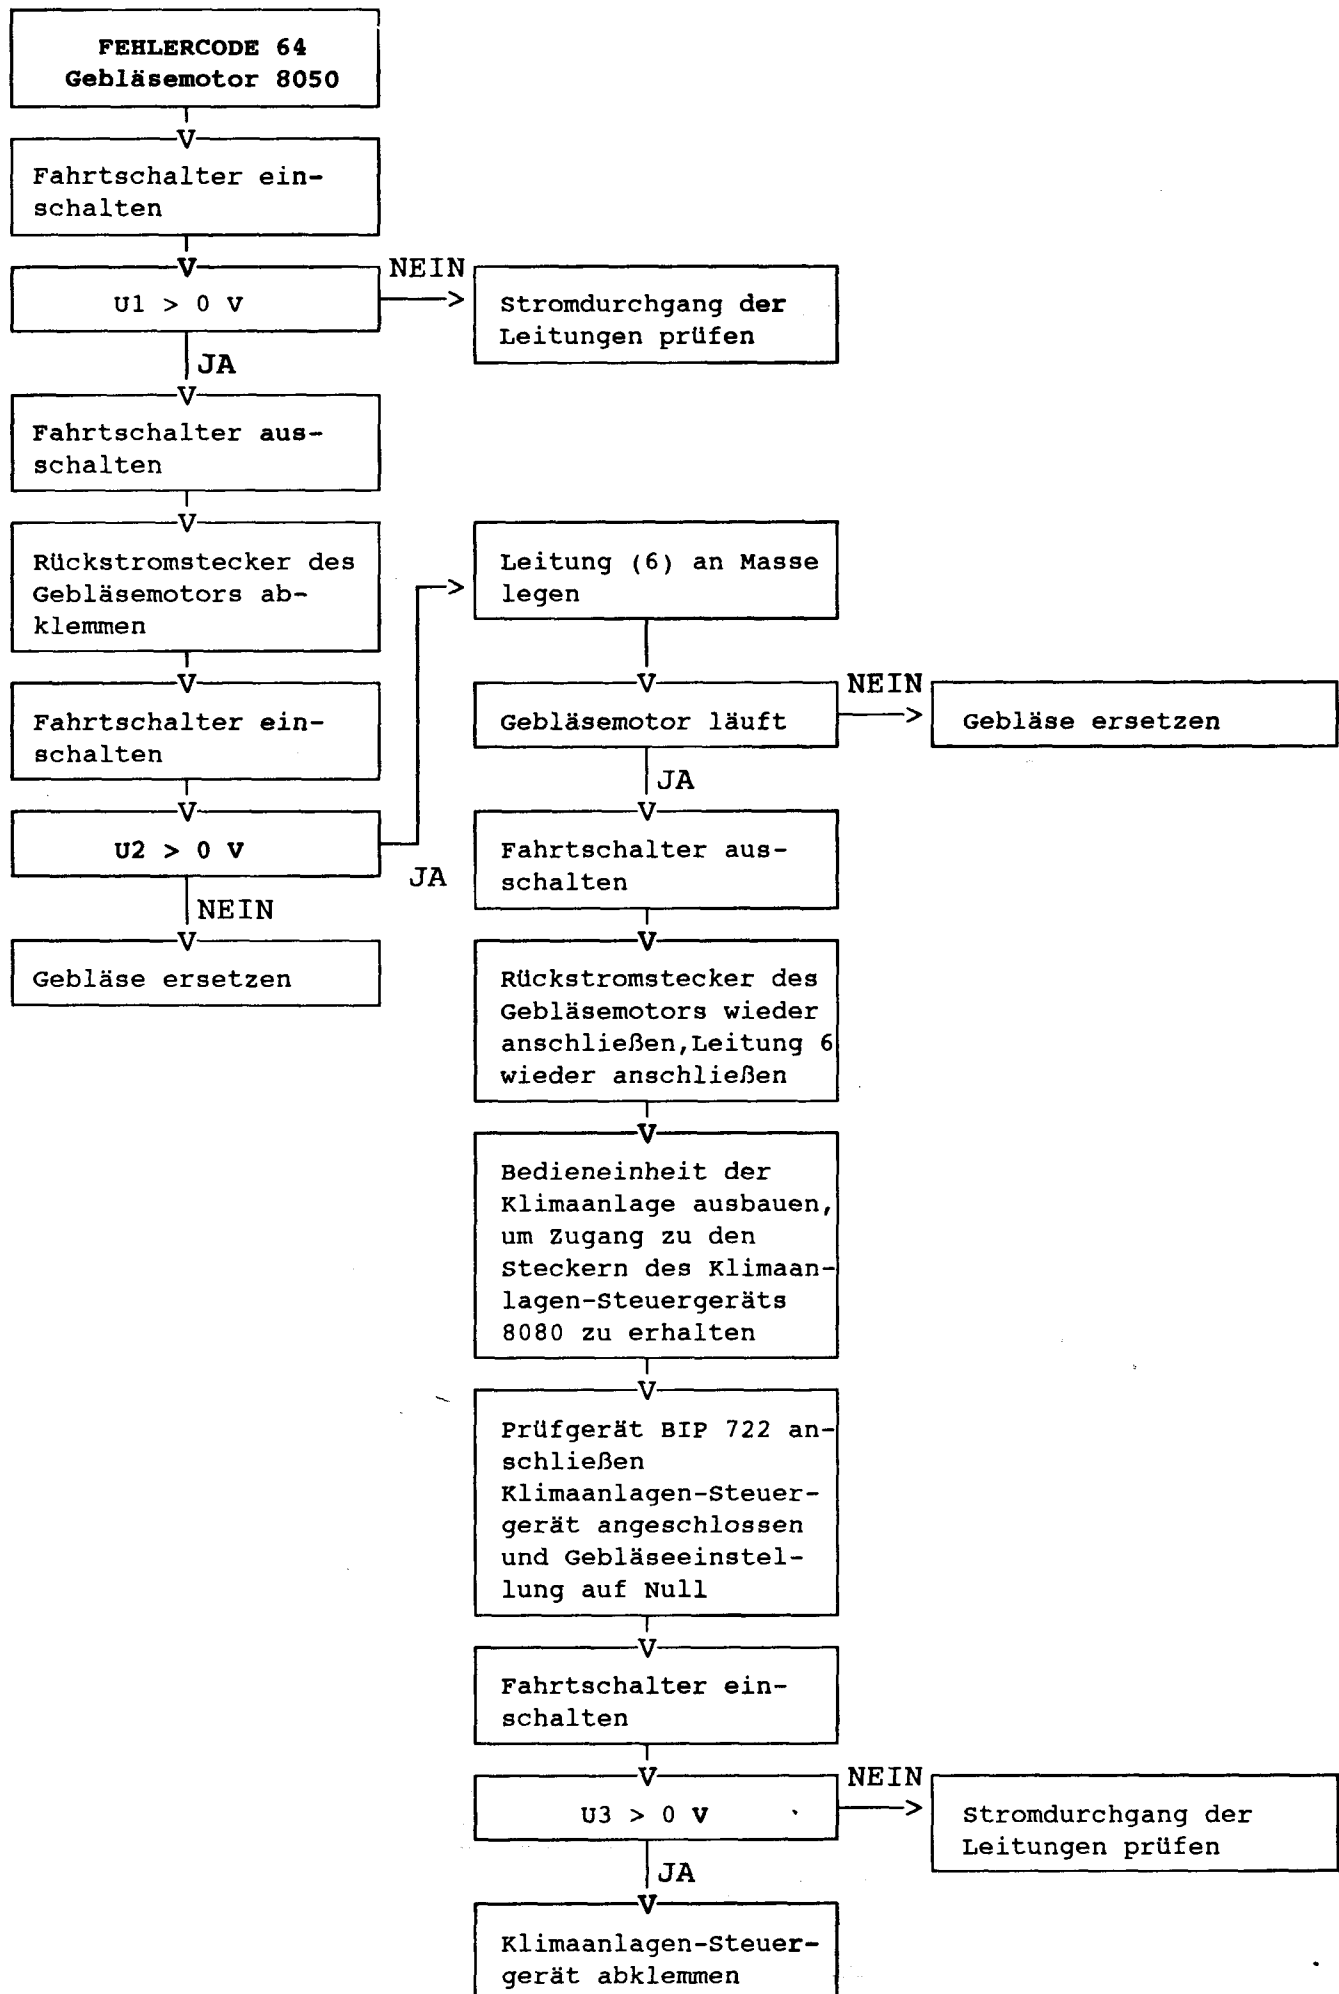 FEHLERCODE 64
Gebläsemotor 8050
Fahrtschalter ein-
schalten
U1 > 0 V
NEIN
Stromdurchgang der
Leitungen prüfen
JA
Fahrtschalter aus-
schalten
Rückstromstecker des
Gebläsemotors ab-
klemmen
Fahrtschalter ein-
schalten
U2 > 0 V
JA
NEIN
Gebläse ersetzen
Leitung (6) an Masse
legen
Gebläsemotor läuft
NEIN
Gebläse ersetzen
JA
Fahrtschalter aus-
schalten
Rückstromstecker des
Gebläsemotors wieder
anschließen,Leitung 6
wieder anschließen
Bedieneinheit der
Klimaanlage ausbauen,
um Zugang zu den
Steckern des Klimaan-
lagen-Steuergeräts
8080 zu erhalten
Prüfgerät BIP 722 an-
schließen
Klimaanlagen-Steuer-
gerät angeschlossen
und Gebläseeinstel-
lung auf Null
Fahrtschalter ein-
schalten
U3 > 0 V
NEIN
Stromdurchgang der
Leitungen prüfen
JA
Klimaanlagen-Steuer-
gerät abklemmen